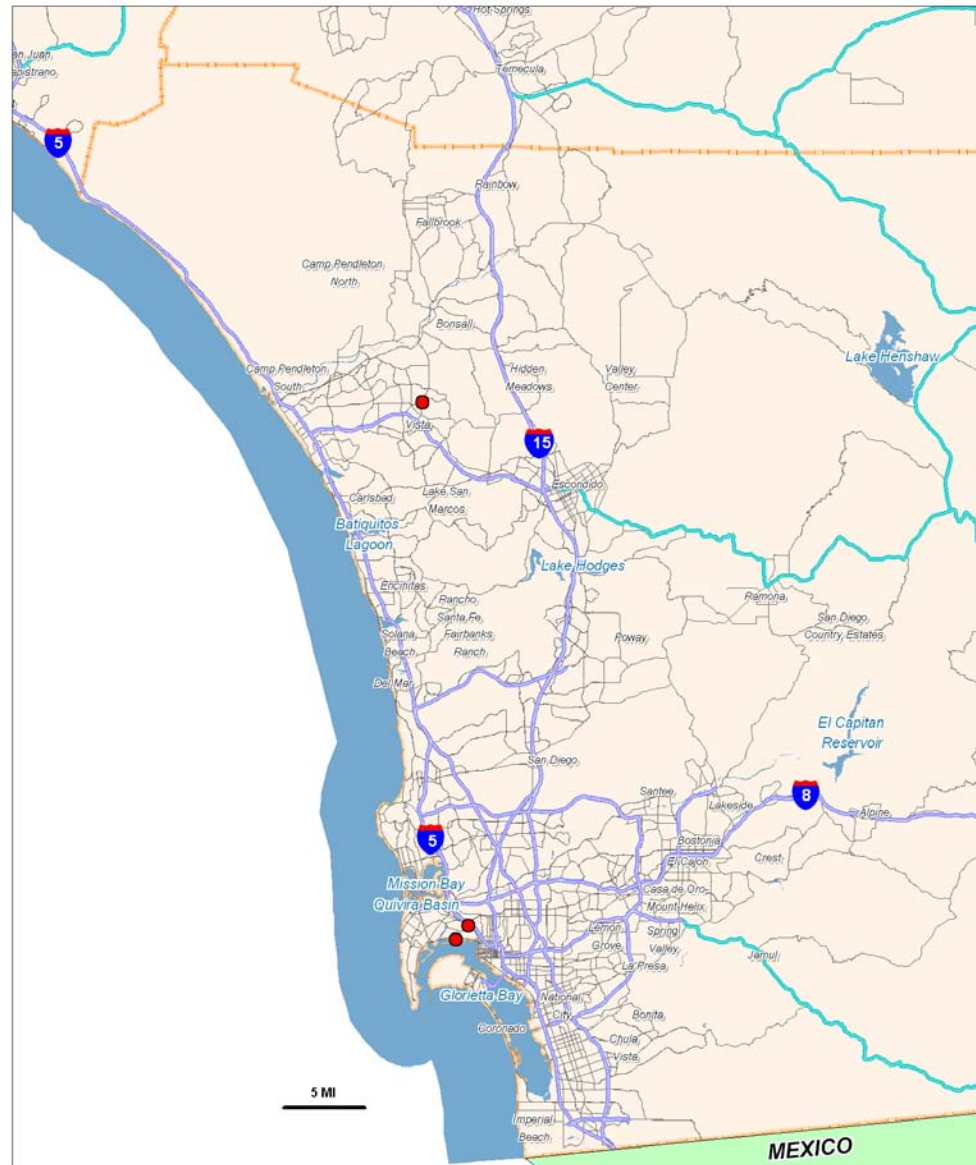 Hot Springs
an Juan
apistrano
Temecula
5
Rainbow
Fallbrook
Camp Pendleton
North
Bonsall
Lake Henshaw
Camp Pendleton
South
Hidden
Meadows
Valley
Center
Vista
15
Escondido
Carlsbad
Lake San
Marcos
Batiquitos
Lagoon
Lake Hodges
Encinitas
Rancho
Santa Fe
Ramona
San Diego
Country Estates
Solana
Beach
Fairbanks
Ranch
Poway
Del Mar
El Capitan
Reservoir
San Diego
Santee
Lakeside
8
Alpine
5
Bostonia
El Cajon
Crest
Mission Bay
Quivira Basin
Casa de Oro-
Mount Helix
Lemon
Grove
Spring
Valley
La Presa
Jamul
Glorietta Bay
National
City
Coronado
Bonita
Chula
Vista
5 MI
Imperial
Beach
MEXICO